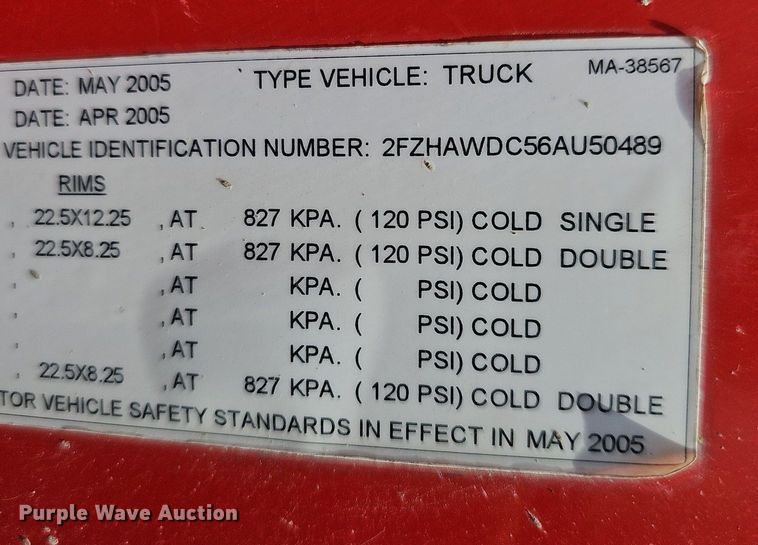 DATE: MAY 2005 TYPE VEHICLE: TRUCK MA-38567
DATE: APR 2005
VEHICLE IDENTIFICATION NUMBER: 2FZHAWDC56AU50489
RIMS
, 22.5X12.25 , AT 827 KPA. ( 120 PSI) COLD SINGLE
, 22.5X8.25 , AT 827 KPA. ( 120 PSI) COLD DOUBLE
, , AT KPA. ( PSI) COLD
, , AT KPA. ( PSI) COLD
, , AT KPA. ( PSI) COLD
, 22.5X8.25 , AT 827 KPA. ( 120 PSI) COLD DOUBLE
TOR VEHICLE SAFETY STANDARDS IN EFFECT IN MAY 2005
Purple Wave Auction